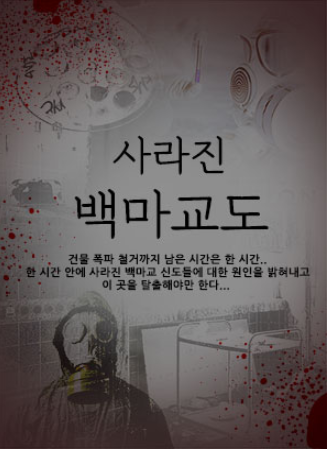 사라진
백마교도
건물 폭파 철거까지 남은 시간은 한 시간..
한 시간 안에 사라진 백마교 신도들에 대한 원인을 밝혀내고
이 곳을 탈출해야만 한다...